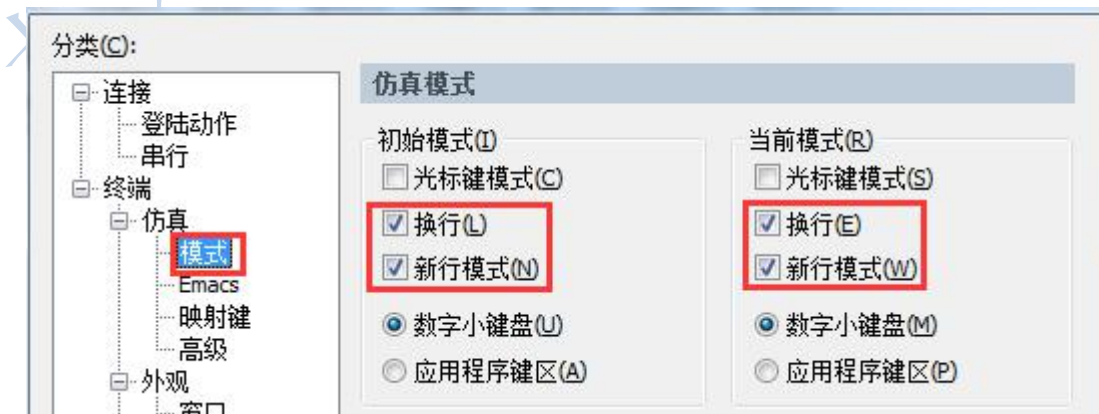 分类(C):
连接
登陆动作
串行
终端
仿真
模式
Emacs
映射键
高级
外观
窗口
仿真模式
初始模式(I)
光标键模式(C)
换行(L)
新行模式(N)
数字小键盘(U)
应用程序键区(A)
当前模式(R)
光标键模式(S)
换行(E)
新行模式(W)
数字小键盘(M)
应用程序键区(P)